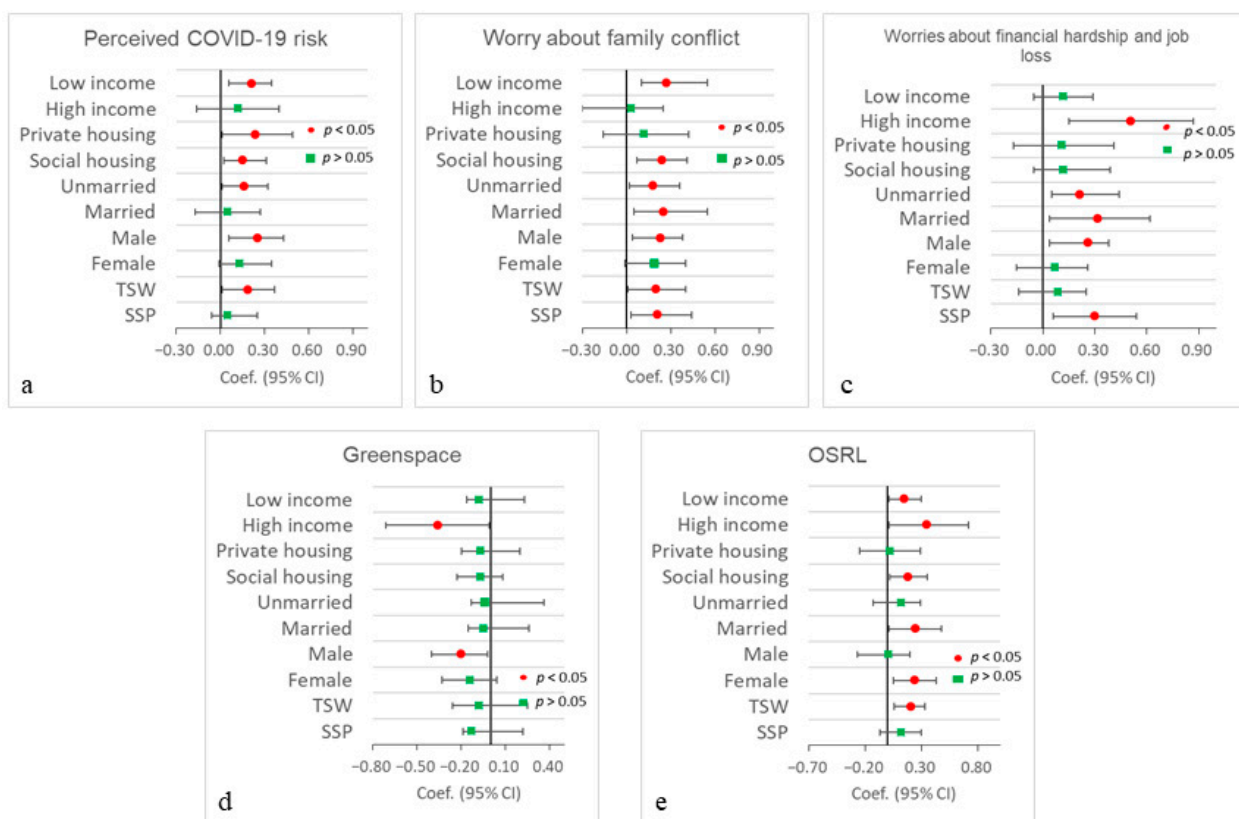 Perceived COVID-19 risk
Low income
High income
Private housing
p < 0.05
Social housing
p > 0.05
Unmarried
Married
Male
Female
TSW
SSP
−0.30 0.00 0.30 0.60 0.90
Coef. (95% CI)
a
Worry about family conflict
Low income
High income
Private housing
p < 0.05
Social housing
p > 0.05
Unmarried
Married
Male
Female
TSW
SSP
−0.30 0.00 0.30 0.60 0.90
Coef. (95% CI)
b
Worries about financial hardship and job
loss
Low income
High income
p < 0.05
Private housing
p > 0.05
Social housing
Unmarried
Married
Male
Female
TSW
SSP
−0.30 0.00 0.30 0.60 0.90
Coef. (95% CI)
c
Greenspace
Low income
High income
Private housing
Social housing
Unmarried
Married
Male
Female
p < 0.05
TSW
p > 0.05
SSP
−0.80 −0.50 −0.20 0.10 0.40
Coef. (95% CI)
d
OSRL
Low income
High income
Private housing
Social housing
Unmarried
Married
Male
p < 0.05
Female
p > 0.05
TSW
SSP
−0.70 −0.20 0.30 0.80
Coef. (95% CI)
e